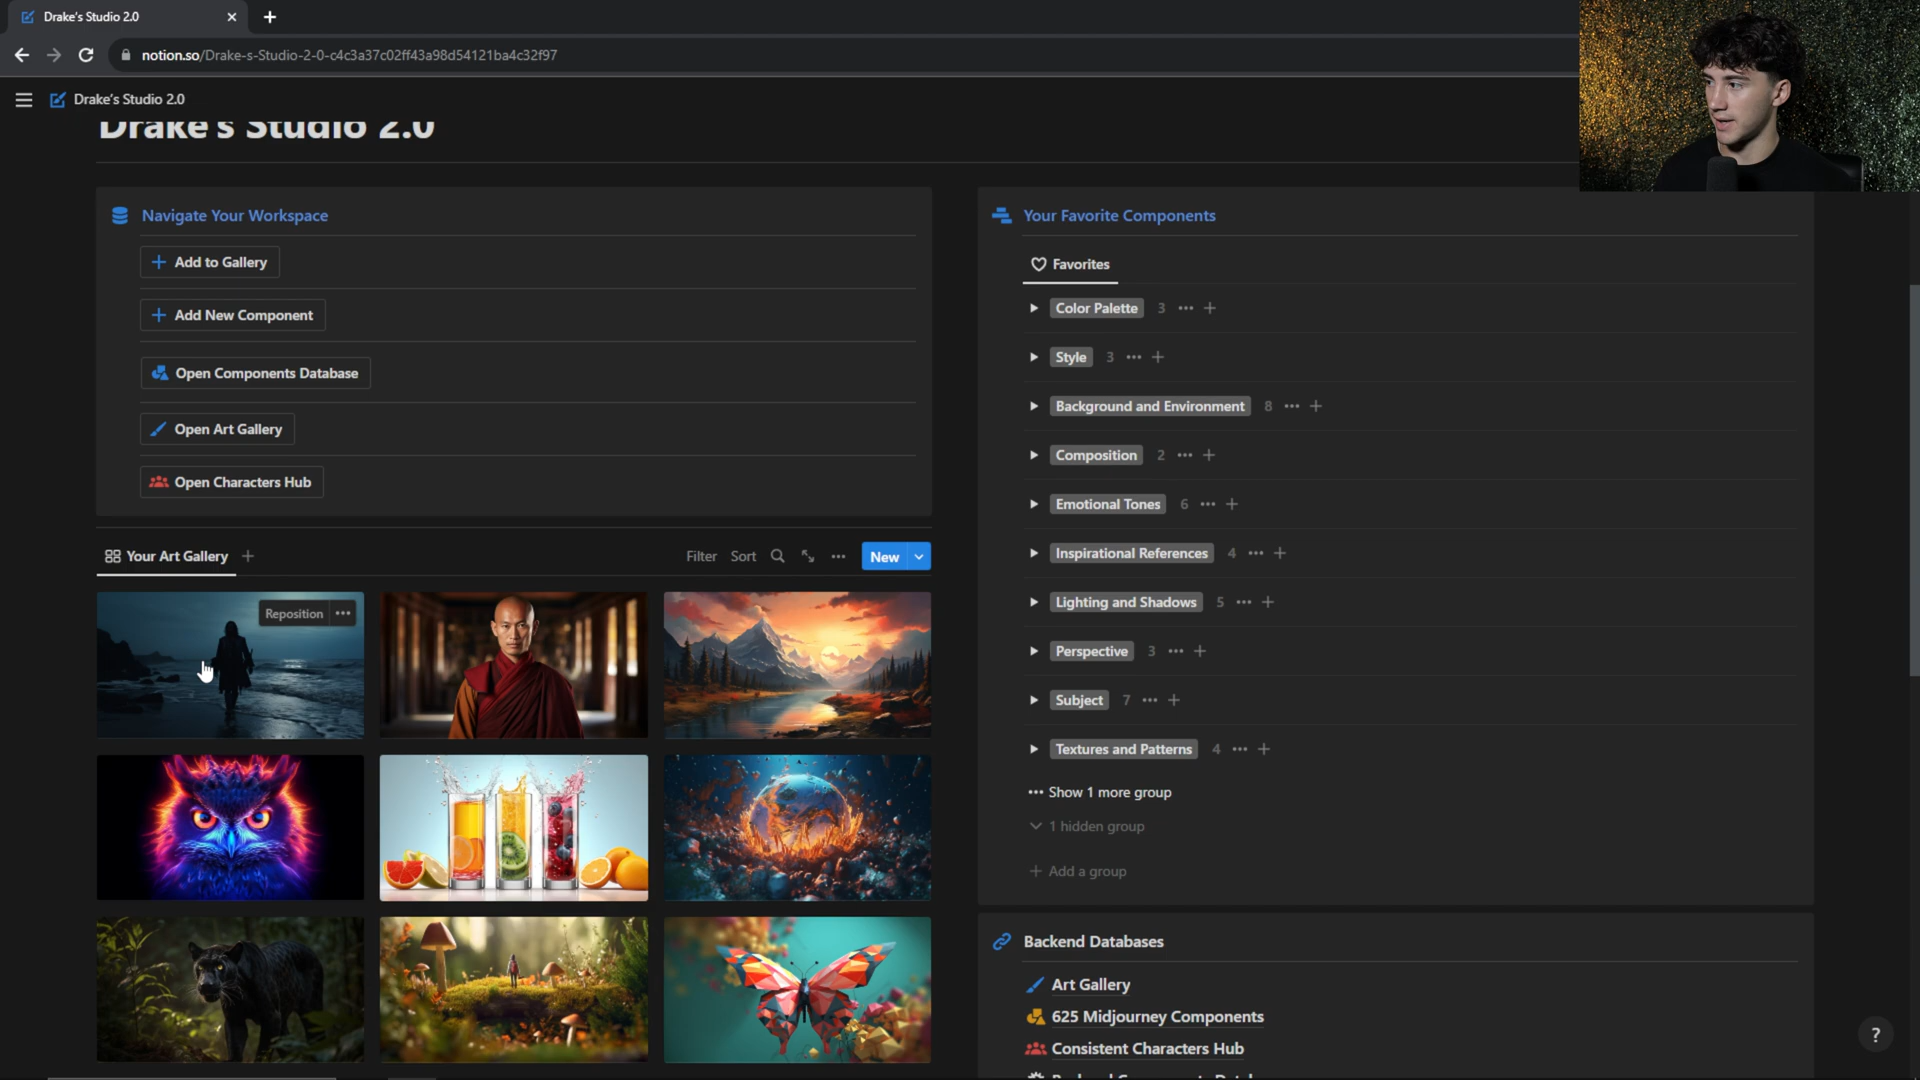 Drake's Studio 2.0
notion.so/Drake-s-Studio-2-0-c4c3a37c02ff43a98d54121ba4c32f97
Drake's Studio 2.0
Drake's Studio 2.0
Navigate Your Workspace
Add to Gallery
Add New Component
Open Components Database
Open Art Gallery
Open Characters Hub
Your Art Gallery
Filter Sort New
Reposition
Your Favorite Components
Favorites
Color Palette 3
Style 3
Background and Environment 8
Composition 2
Emotional Tones 6
Inspirational References 4
Lighting and Shadows 5
Perspective 3
Subject 7
Textures and Patterns 4
Show 1 more group
1 hidden group
Add a group
Backend Databases
Art Gallery
625 Midjourney Components
Consistent Characters Hub
?